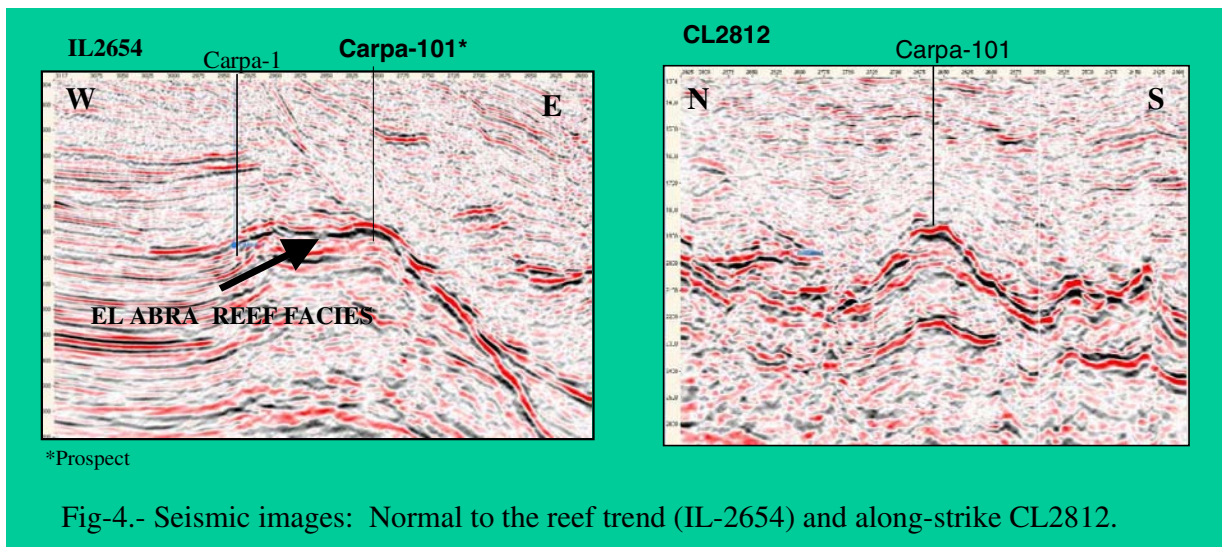 IL2654
Carpa-1
Carpa-101*
W
E
EL ABRA REEF FACIES
*Prospect
CL2812
Carpa-101
N
S
Fig-4.- Seismic images: Normal to the reef trend (IL-2654) and along-strike CL2812.